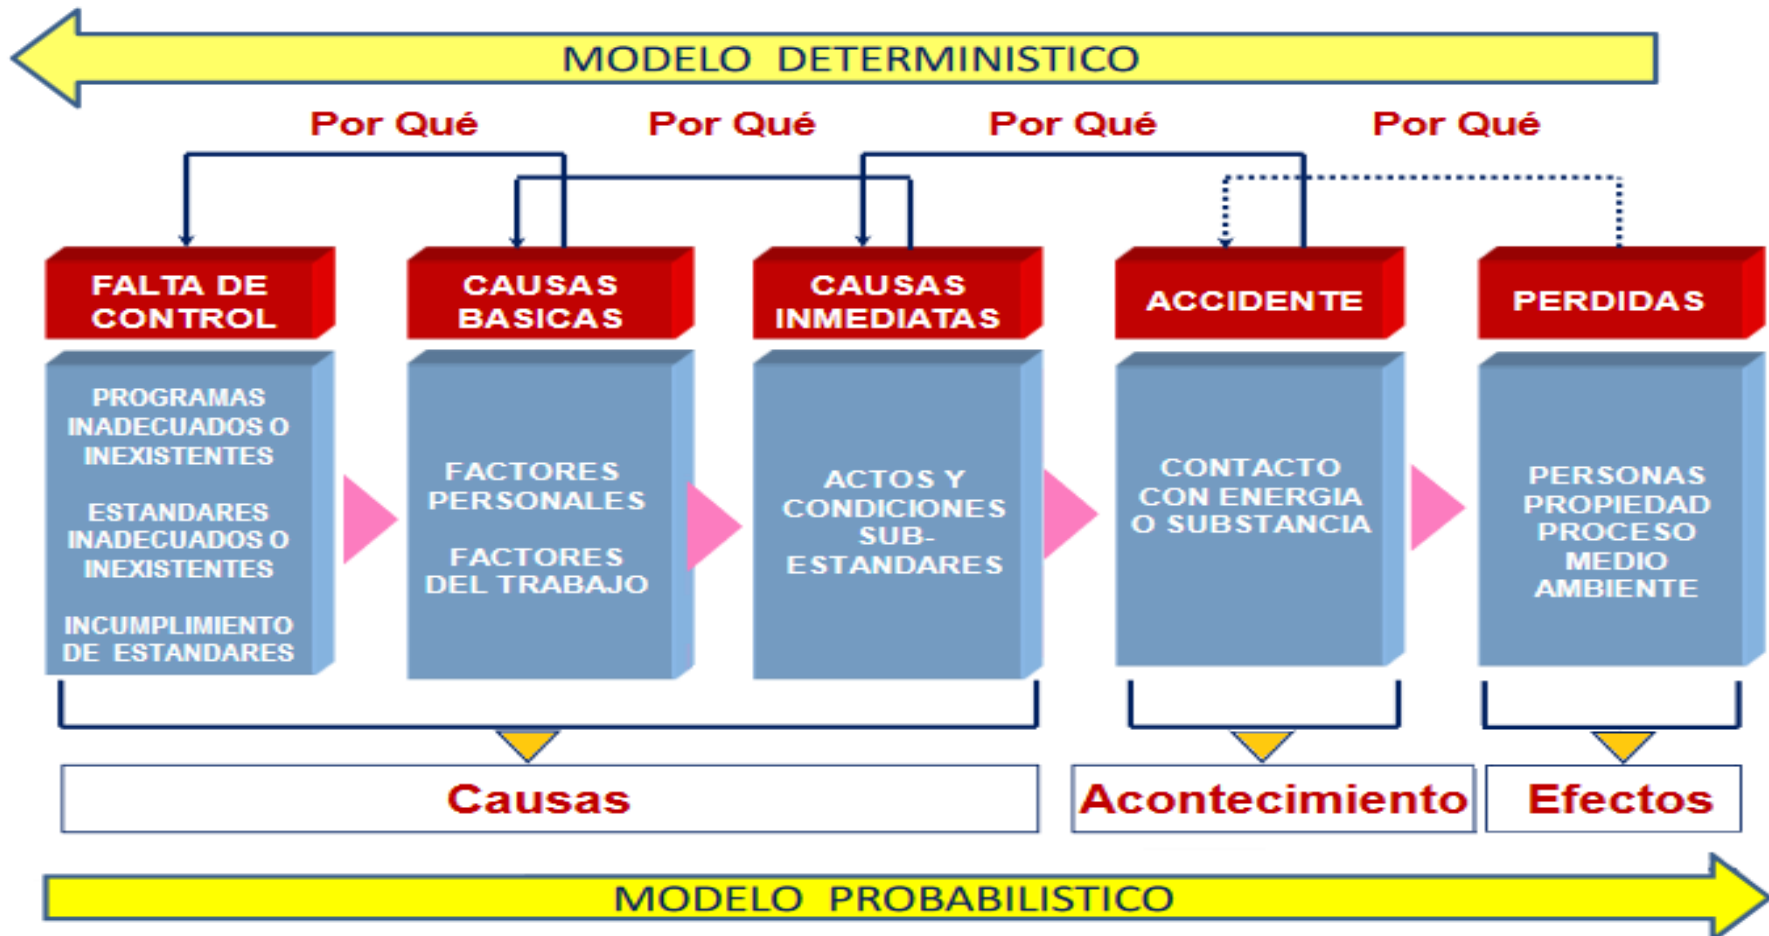 MODELO DETERMINISTICO
Por Qué
Por Qué
Por Qué
Por Qué
FALTA DE
CONTROL
CAUSAS
BASICAS
CAUSAS
INMEDIATAS
ACCIDENTE
PERDIDAS
PROGRAMAS
INADECUADOS O
INEXISTENTES
ESTANDARES
INADECUADOS O
INEXISTENTES
INCUMPLIMIENTO
DE ESTANDARES
FACTORES
PERSONALES
FACTORES
DEL TRABAJO
ACTOS Y
CONDICIONES
SUB-
ESTANDARES
CONTACTO
CON ENERGIA
O SUBSTANCIA
PERSONAS
PROPIEDAD
PROCESO
MEDIO
AMBIENTE
Causas
Acontecimiento
Efectos
MODELO PROBABILISTICO